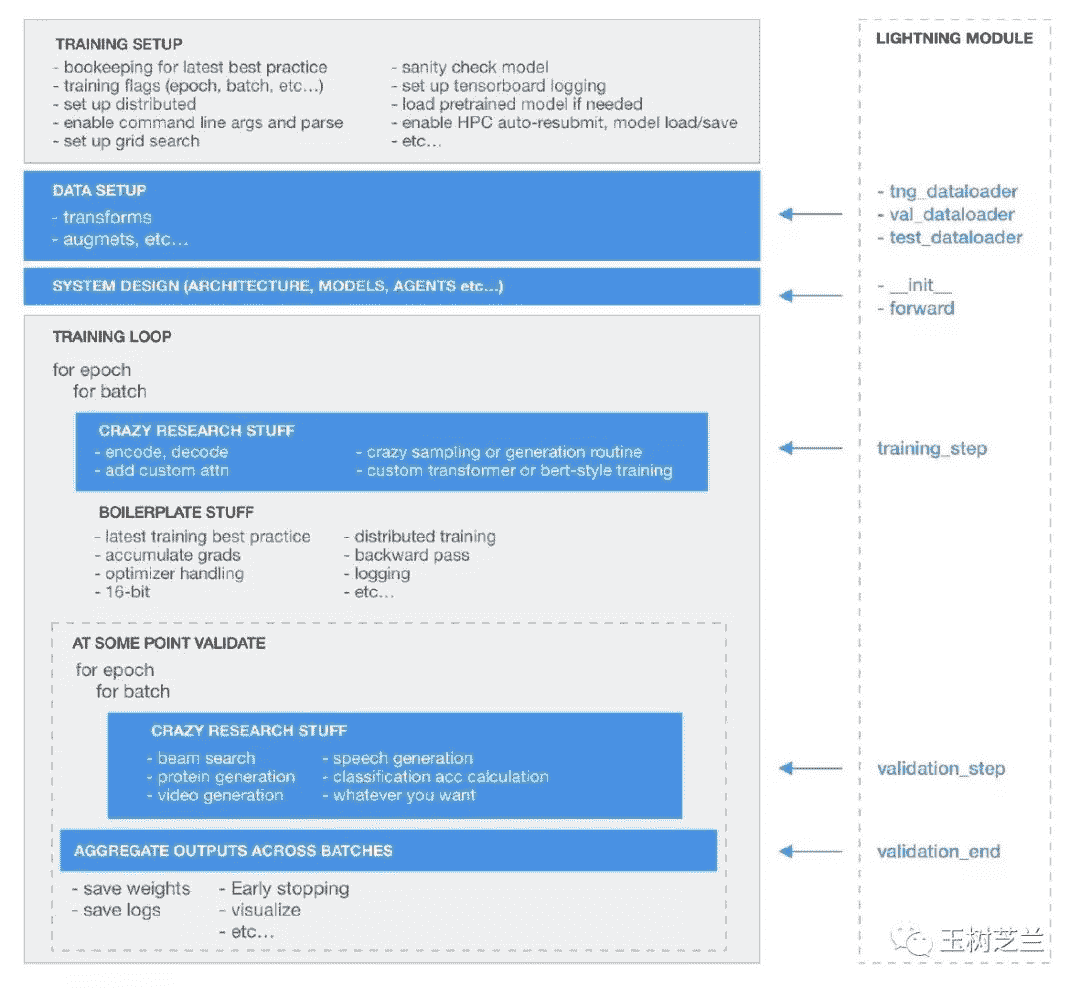 TRAINING SETUP
- bookeeping for latest best practice
- training flags (epoch, batch, etc...)
- set up distributed
- enable command line args and parse
- set up grid search
- sanity check model
- set up tensorboard logging
- load pretrained model if needed
- enable HPC auto-resubmit, model load/save
- etc...
DATA SETUP
- transforms
- augmets, etc...
SYSTEM DESIGN (ARCHITECTURE, MODELS, AGENTS etc...)
TRAINING LOOP
for epoch
for batch
CRAZY RESEARCH STUFF
- encode, decode
- add custom attn
- crazy sampling or generation routine
- custom transformer or bert-style training
BOILERPLATE STUFF
- latest training best practice
- accumulate grads
- optimizer handling
- 16-bit
- distributed training
- backward pass
- logging
- etc...
AT SOME POINT VALIDATE
for epoch
for batch
CRAZY RESEARCH STUFF
- beam search
- protein generation
- video generation
- speech generation
- classification acc calculation
- whatever you want
AGGREGATE OUTPUTS ACROSS BATCHES
- save weights
- save logs
- Early stopping
- visualize
- etc...
LIGHTNING MODULE
- tng_dataloader
- val_dataloader
- test_dataloader
- __init__
- forward
training_step
validation_step
validation_end
玉树芝兰